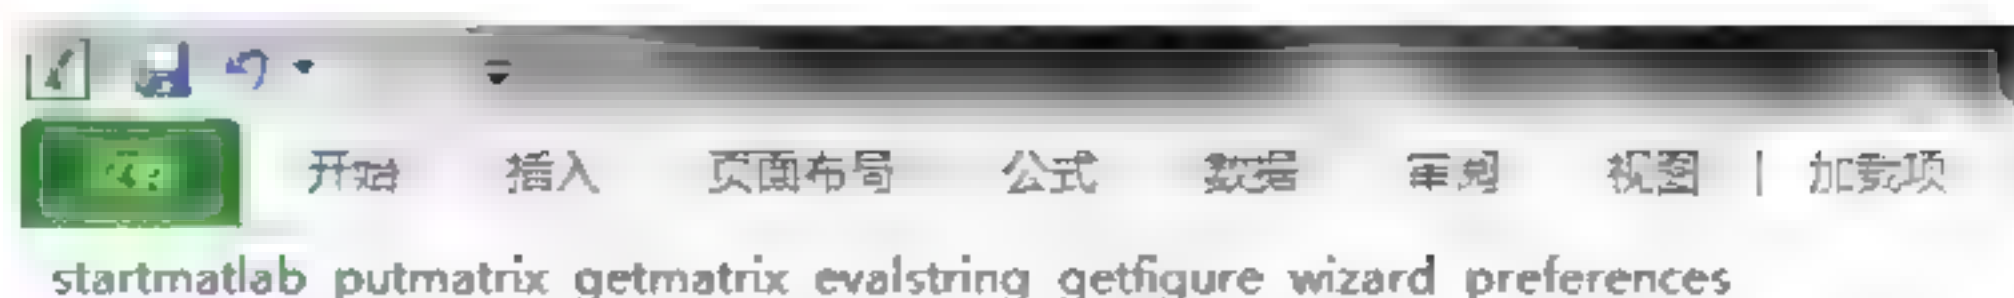 开始 插入 页面布局 公式 数据 审阅 视图 | 加载项
startmatlab putmatrix getmatrix evalstring getfigure wizard preferences